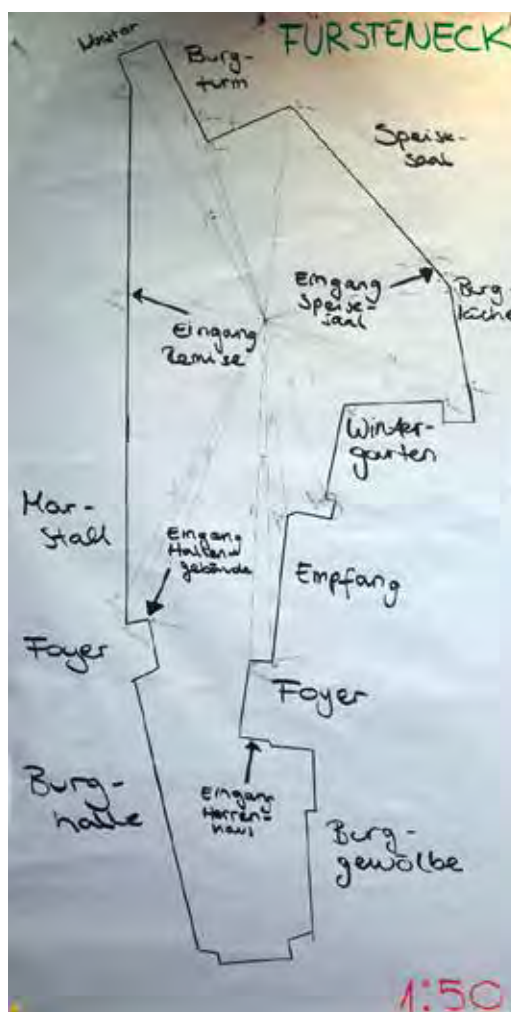 FÜRSTENECK
Burg-
turm
Speise-
saal
Eingang
Speise-
saal
Burg-
küche
Eingang
Remise
Winter-
garten
Mar-
stall
Eingang
Hallen-
gebäude
Empfang
Foyer
Foyer
Burg-
halle
Eingang
Herren-
haus
Burg-
gewölbe
1:50